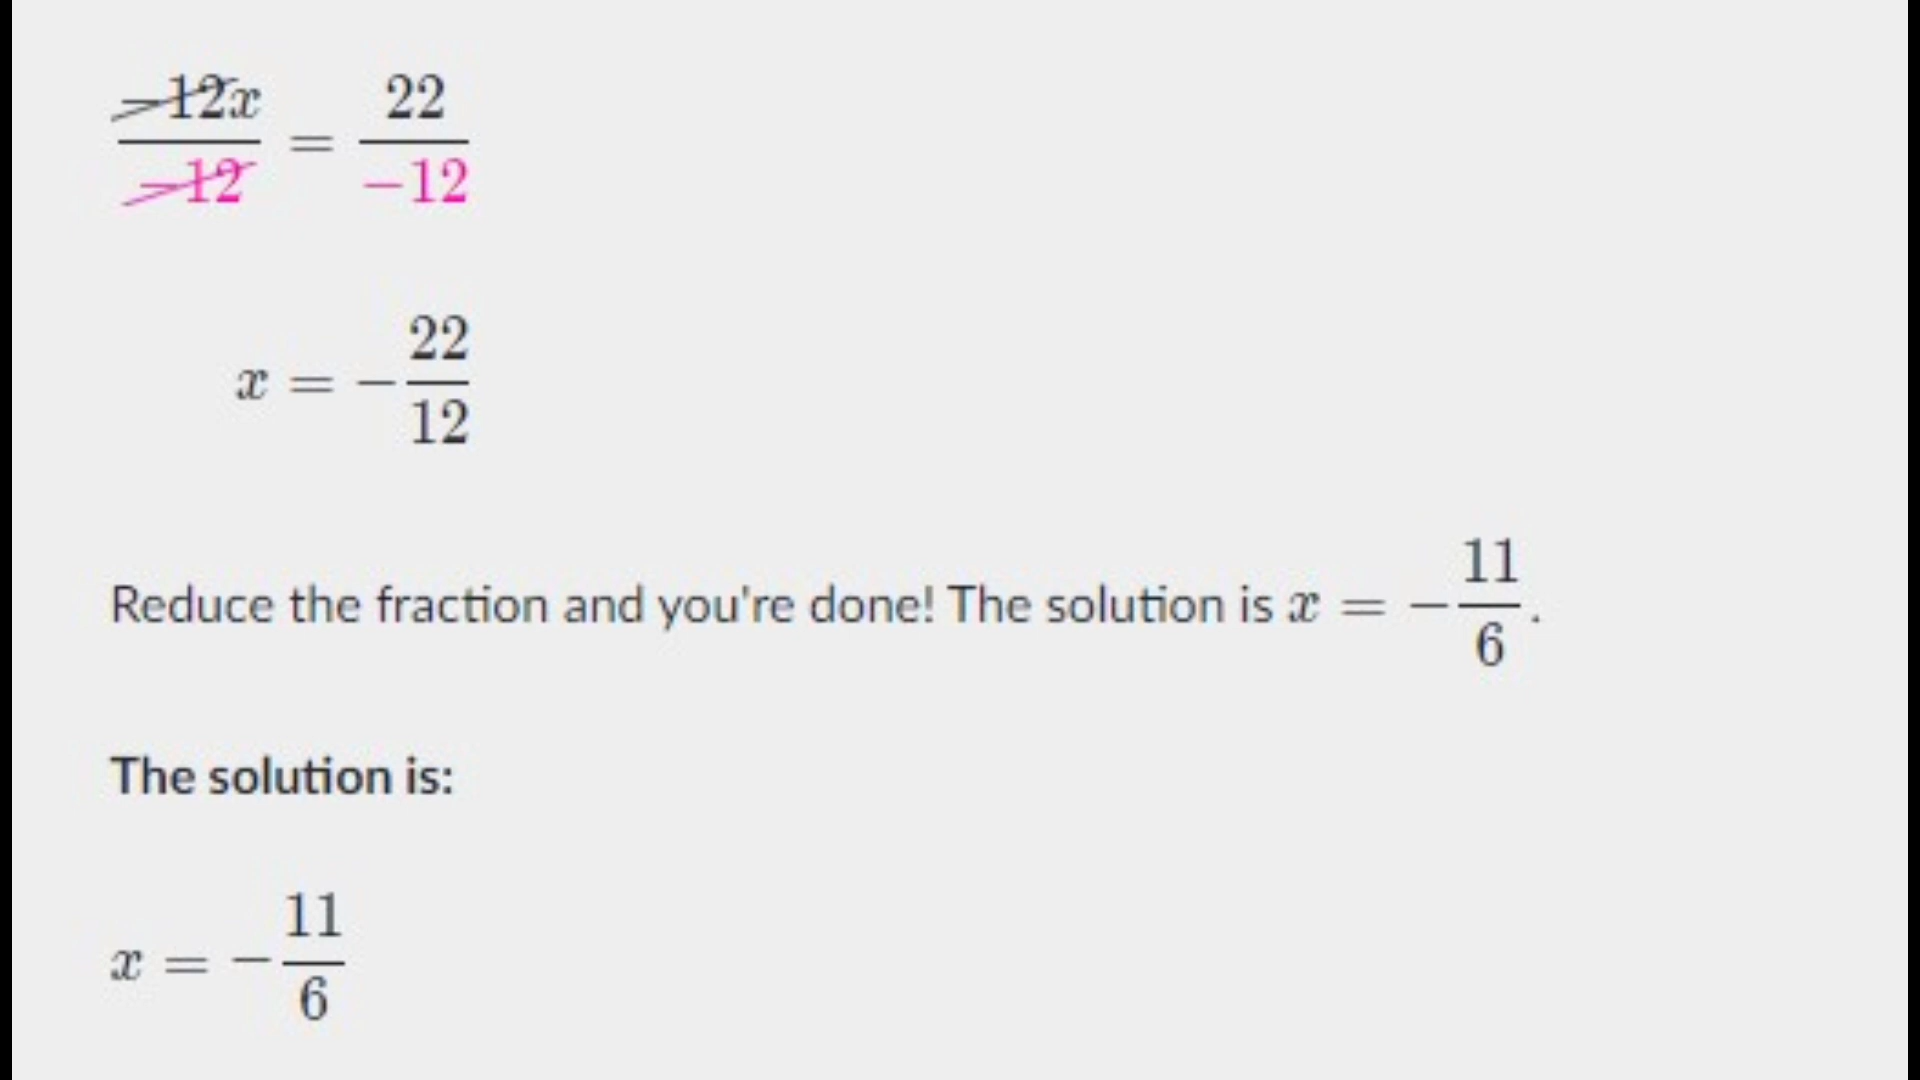 -12x / -12 = 22 / -12
x = -22/12
Reduce the fraction and you're done! The solution is x = -11/6.
The solution is:
x = -11/6